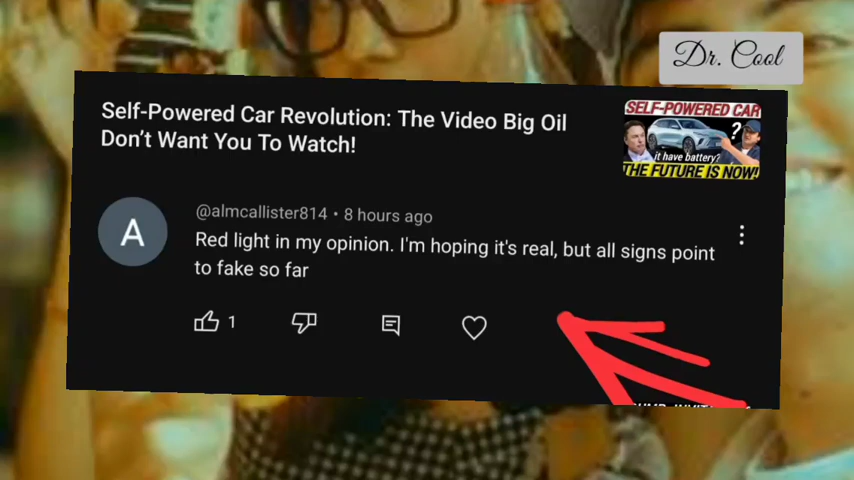 Dr. Cool
Self-Powered Car Revolution: The Video Big Oil
Don't Want You To Watch!
SELF-POWERED CAR
?
it have battery?
THE FUTURE IS NOW!
A
@almcallister814 • 8 hours ago
Red light in my opinion. I'm hoping it's real, but all signs point
to fake so far
1